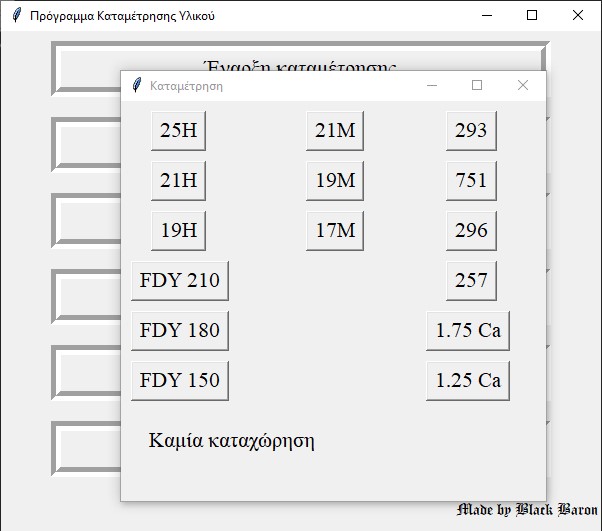 Πρόγραμμα Καταμέτρησης Υλικού
Έναρξη καταμέτρησης
Καταμέτρηση
25H 21M 293
21H 19M 751
19H 17M 296
FDY 210 257
FDY 180 1.75 Ca
FDY 150 1.25 Ca
Καμία καταχώρηση
Made by Black Baron